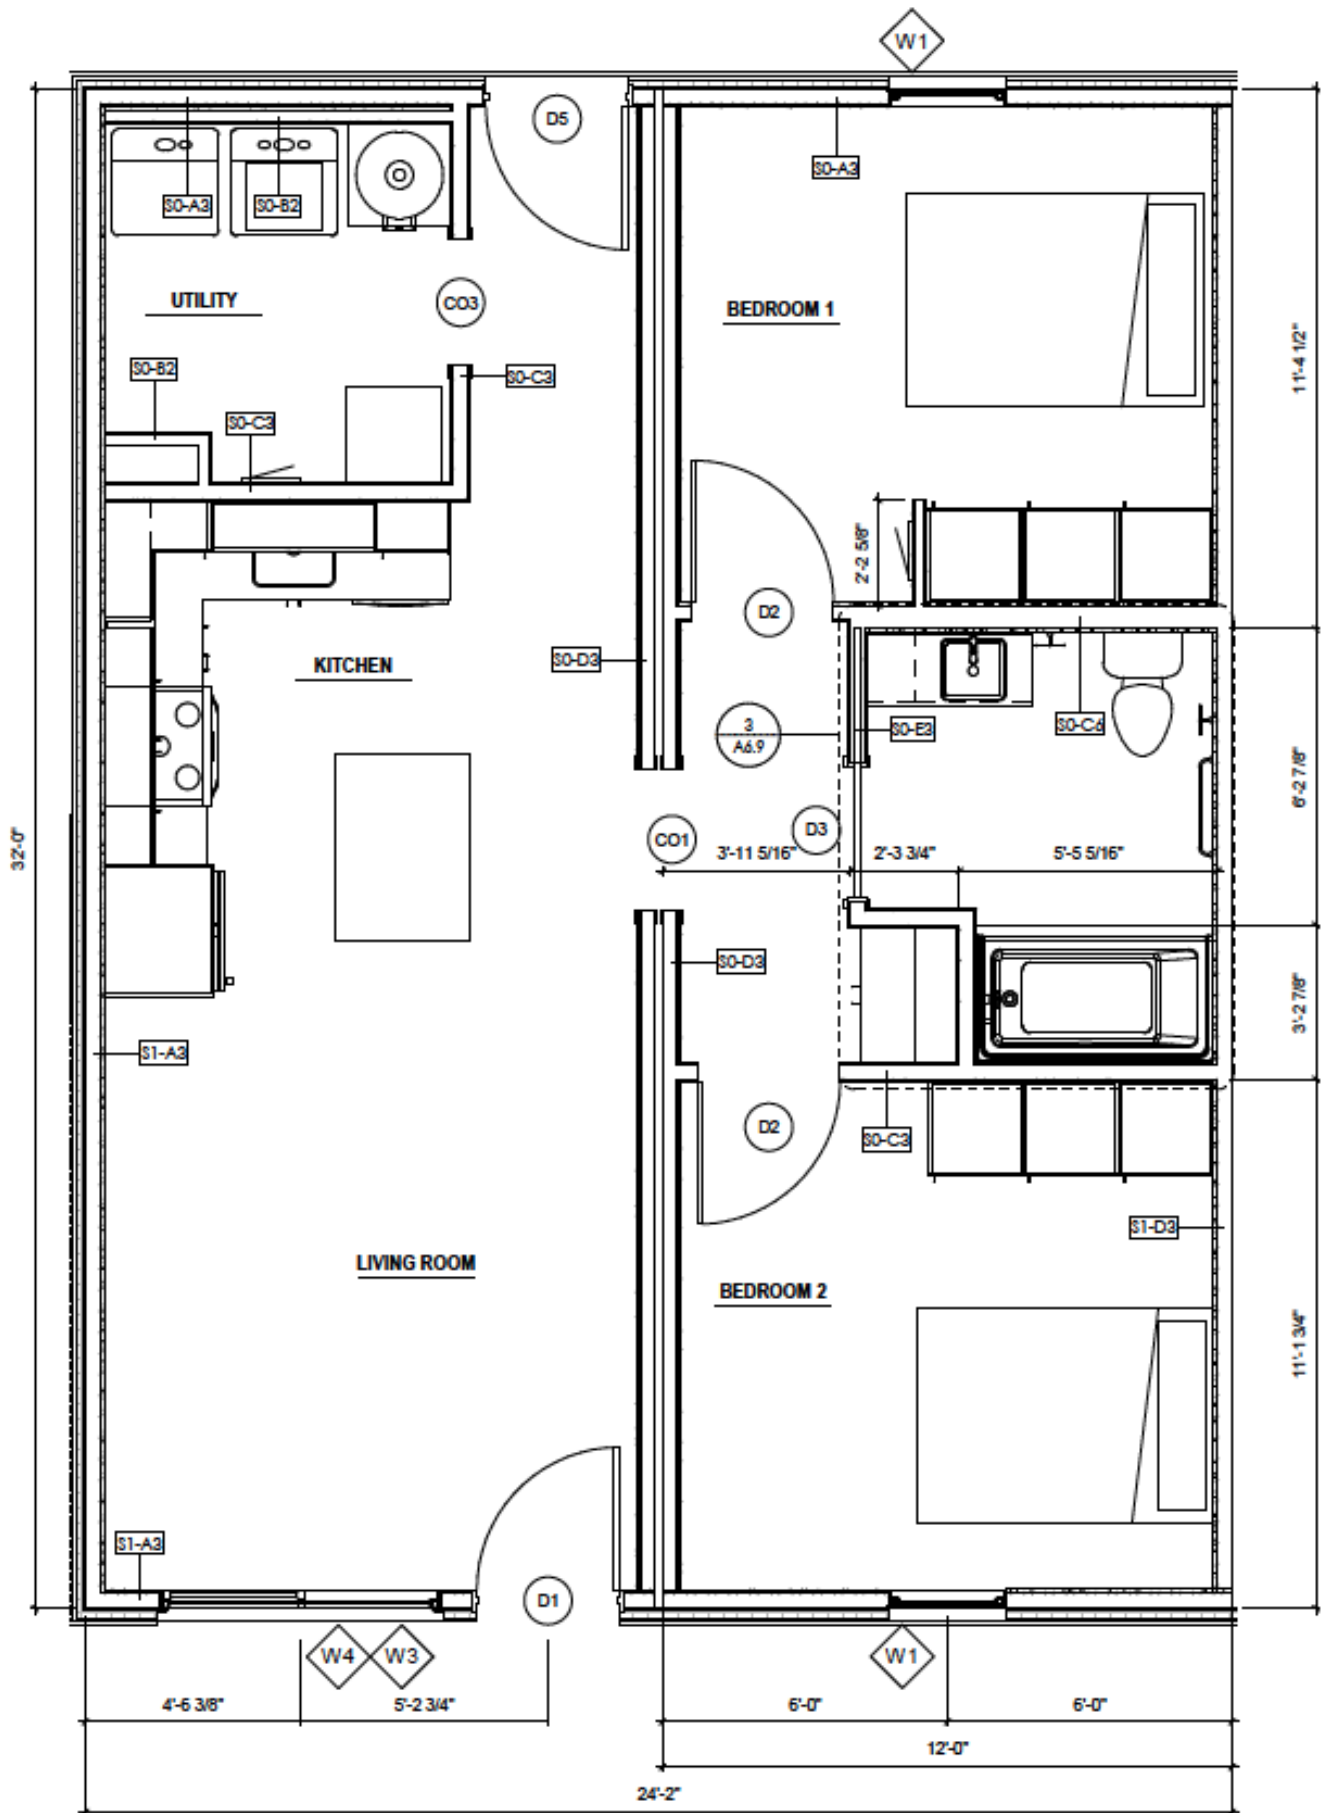 W1
D5
S0-A3
S0-B2
S0-A3
UTILITY
CO3
BEDROOM 1
11'-4 1/2"
S0-B2
S0-C3
S0-C3
2'-2 5/8"
D2
KITCHEN
S0-D3
3
A6.9
S0-E3
S0-C6
6'-2 7/8"
32'-0"
CO1
D3
3'-11 5/16"
2'-3 3/4"
5'-5 5/16"
S0-D3
3'-2 7/8"
S1-A3
D2
S0-C3
S1-D3
LIVING ROOM
BEDROOM 2
11'-1 3/4"
S1-A3
D1
W4
W3
W1
4'-6 3/8"
5'-2 3/4"
6'-0"
6'-0"
12'-0"
24'-2"